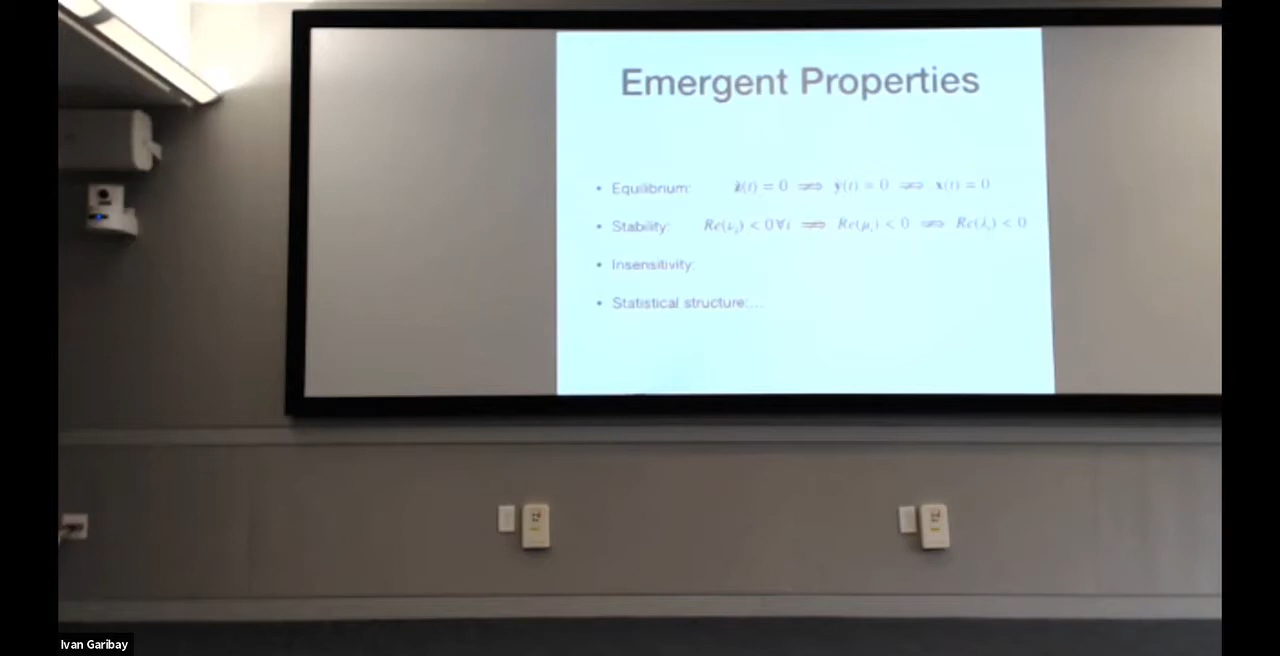 Emergent Properties
• Equilibrium: ż(t) = 0 ⟹ ẏ(t) = 0 ⟹ ẋ(t) = 0
• Stability: Re(ν_i) < 0 ∀i ⟹ Re(μ_i) < 0 ⟹ Re(λ_i) < 0
• Insensitivity:
• Statistical structure:...
Ivan Garibay